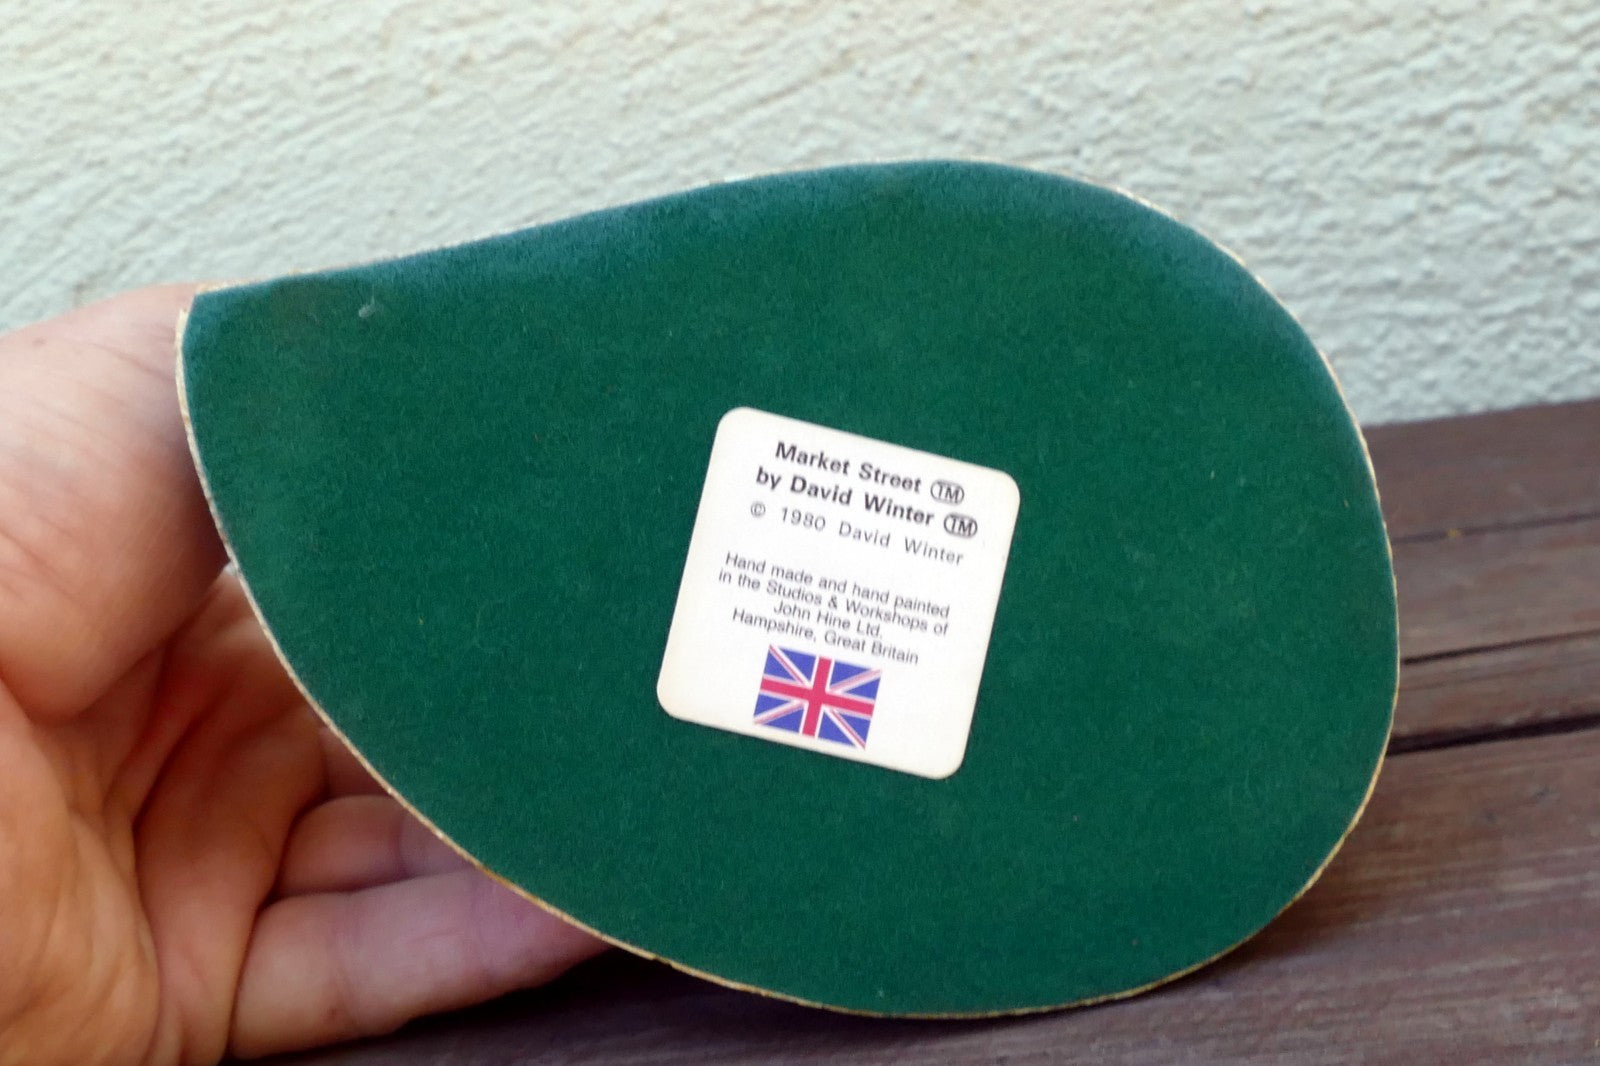 Market Street ™
by David Winter ™
© 1980 David Winter
Hand made and hand painted
in the Studios & Workshops of
John Hine Ltd.
Hampshire, Great Britain